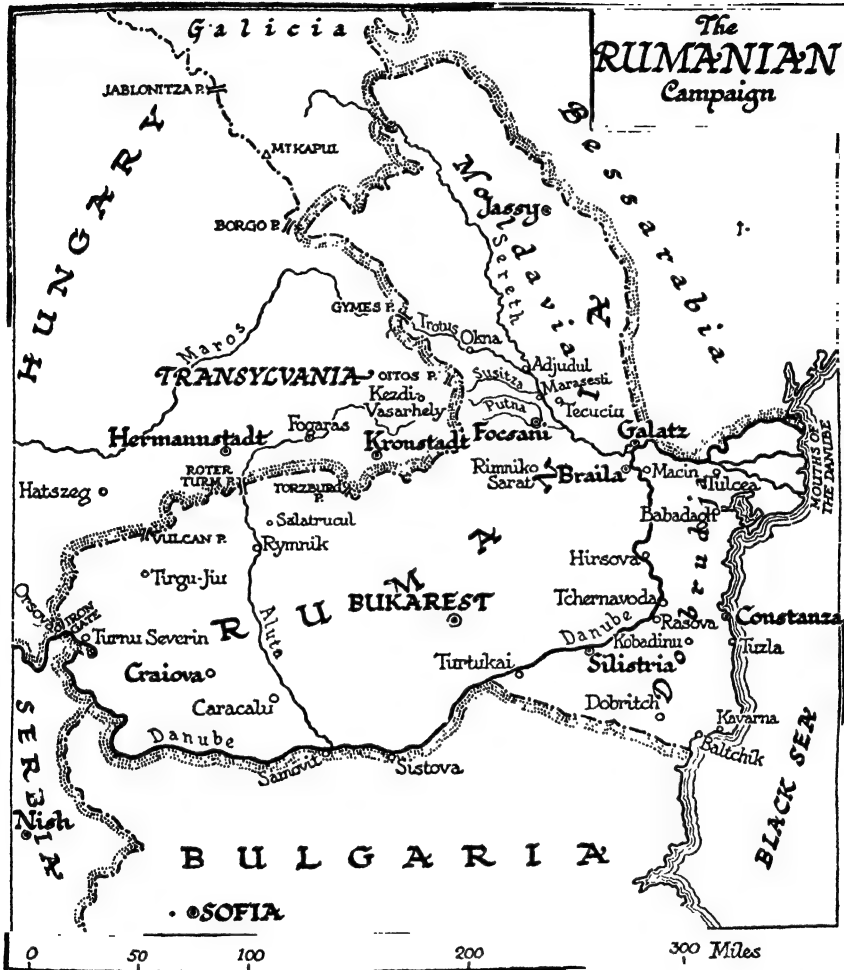 The
RUMANIAN
Campaign
Galicia
JABLONITZA P.
MT KAPUL
HUNGARY
Bessarabia
Moldavia
Jassy
BORGO P.
Sereth
GYMES P.
Trotus
Okna
Maros
Adjudul
TRANSYLVANIA
OITOS P.
Susitza
Marasesti
Kezdi
Vasarhely
Putna
Tecuciu
Fogaras
Hermannstadt
Kronstadt
Focsani
Galatz
ROTER
TURM P.
TORZBURG
P.
Rimniko
Sarat
Braila
Macin
Tulcea
MOUTHS OF
THE DANUBE
Hatszeg
Babadagh
Salatrucul
VULCAN P.
Rymnik
Hirsova
Tirgu-Jiu
RUMANIA
BUKAREST
Tchernavoda
Dobrudja
Orsova
IRON
GATE
Aluta
Danube
Rasova
Constanza
Turnu Severin
Kobadinu
Tuzla
Craiova
Turtukai
Silistria
Caracalu
Dobritch
Kavarna
Danube
Baltchik
Samovit
Sistova
SERBIA
BLACK SEA
Nish
BULGARIA
SOFIA
0 50 100 200 300 Miles